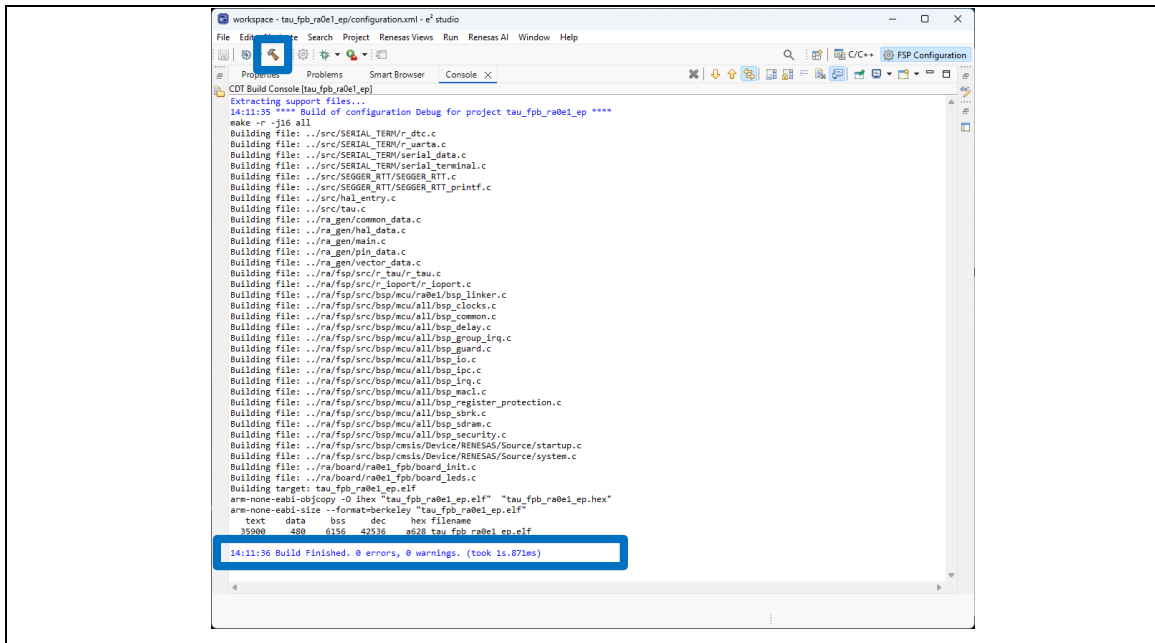 workspace - tau_fpb_ra0e1_ep/configuration.xml - e² studio
File Edit Navigate Search Project Renesas Views Run Renesas AI Window Help
C/C++ FSP Configuration
Properties Problems Smart Browser Console
CDT Build Console [tau_fpb_ra0e1_ep]
Extracting support files...
14:11:35 **** Build of configuration Debug for project tau_fpb_ra0e1_ep ****
make -r -j16 all
Building file: ../src/SERIAL_TERM/r_dtc.c
Building file: ../src/SERIAL_TERM/r_uarta.c
Building file: ../src/SERIAL_TERM/serial_data.c
Building file: ../src/SERIAL_TERM/serial_terminal.c
Building file: ../src/SEGGER_RTT/SEGGER_RTT.c
Building file: ../src/SEGGER_RTT/SEGGER_RTT_printf.c
Building file: ../src/hal_entry.c
Building file: ../src/tau.c
Building file: ../ra_gen/common_data.c
Building file: ../ra_gen/hal_data.c
Building file: ../ra_gen/main.c
Building file: ../ra_gen/pin_data.c
Building file: ../ra_gen/vector_data.c
Building file: ../ra/fsp/src/r_tau/r_tau.c
Building file: ../ra/fsp/src/r_ioport/r_ioport.c
Building file: ../ra/fsp/src/bsp/mcu/ra0e1/bsp_linker.c
Building file: ../ra/fsp/src/bsp/mcu/all/bsp_clocks.c
Building file: ../ra/fsp/src/bsp/mcu/all/bsp_common.c
Building file: ../ra/fsp/src/bsp/mcu/all/bsp_delay.c
Building file: ../ra/fsp/src/bsp/mcu/all/bsp_group_irq.c
Building file: ../ra/fsp/src/bsp/mcu/all/bsp_guard.c
Building file: ../ra/fsp/src/bsp/mcu/all/bsp_io.c
Building file: ../ra/fsp/src/bsp/mcu/all/bsp_ipc.c
Building file: ../ra/fsp/src/bsp/mcu/all/bsp_irq.c
Building file: ../ra/fsp/src/bsp/mcu/all/bsp_macl.c
Building file: ../ra/fsp/src/bsp/mcu/all/bsp_register_protection.c
Building file: ../ra/fsp/src/bsp/mcu/all/bsp_sbrk.c
Building file: ../ra/fsp/src/bsp/mcu/all/bsp_sdram.c
Building file: ../ra/fsp/src/bsp/mcu/all/bsp_security.c
Building file: ../ra/fsp/src/bsp/cmsis/Device/RENESAS/Source/startup.c
Building file: ../ra/fsp/src/bsp/cmsis/Device/RENESAS/Source/system.c
Building file: ../ra/board/ra0e1_fpb/board_init.c
Building file: ../ra/board/ra0e1_fpb/board_leds.c
Building target: tau_fpb_ra0e1_ep.elf
arm-none-eabi-objcopy -O ihex "tau_fpb_ra0e1_ep.elf" "tau_fpb_ra0e1_ep.hex"
arm-none-eabi-size --format=berkeley "tau_fpb_ra0e1_ep.elf"
text data bss dec hex filename
35900 480 6156 42536 a628 tau_fpb_ra0e1_ep.elf
14:11:36 Build Finished. 0 errors, 0 warnings. (took 1s.871ms)